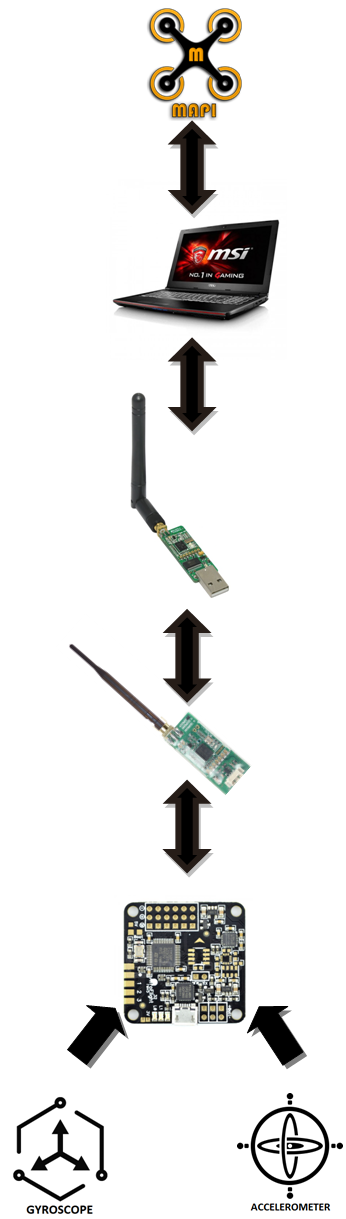 M
MAPI
msi
NO.1 IN GAMING
GYROSCOPE
ACCELEROMETER